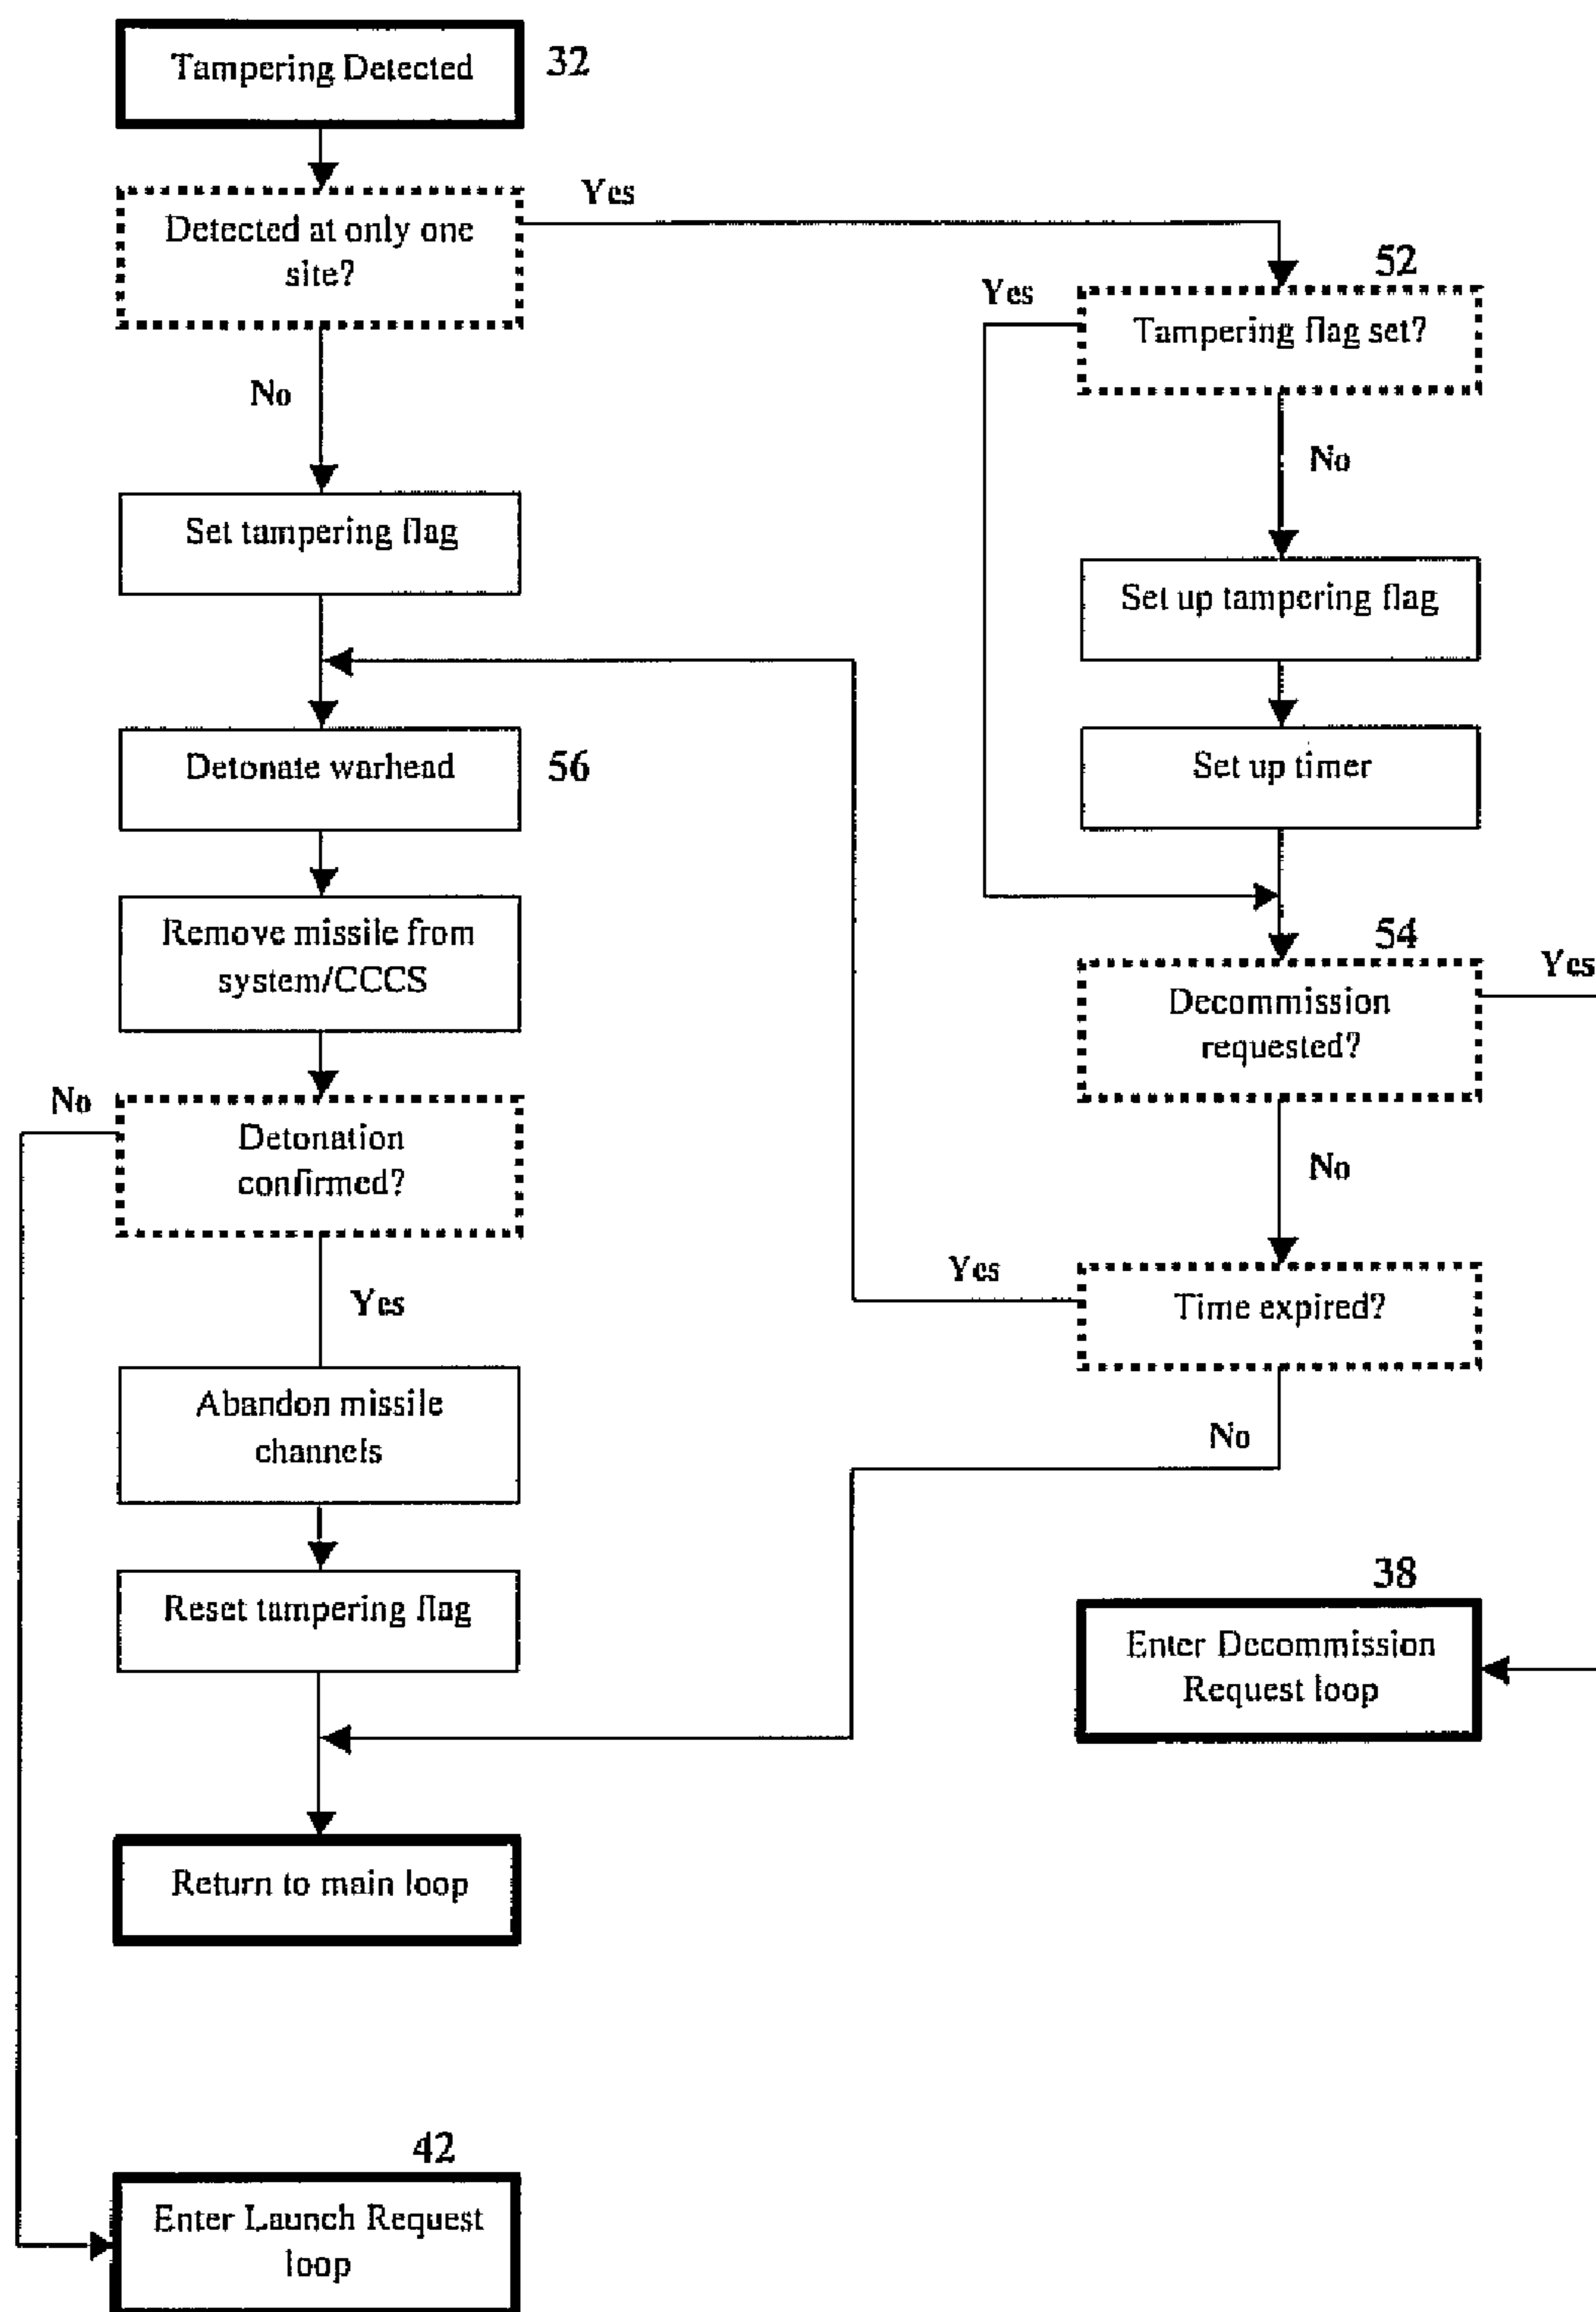 Tampering Detected
32
Detected at only one
site?
Yes
No
52
Yes
Tampering flag set?
No
Set tampering flag
Set up tampering flag
Detonate warhead
56
Set up timer
Remove missile from
system/CCCS
54
Yes
Decommission
requested?
No
No
Detonation
confirmed?
Yes
Time expired?
Yes
No
Abandon missile
channels
Reset tampering flag
38
Enter Decommission
Request loop
Return to main loop
42
Enter Launch Request
loop